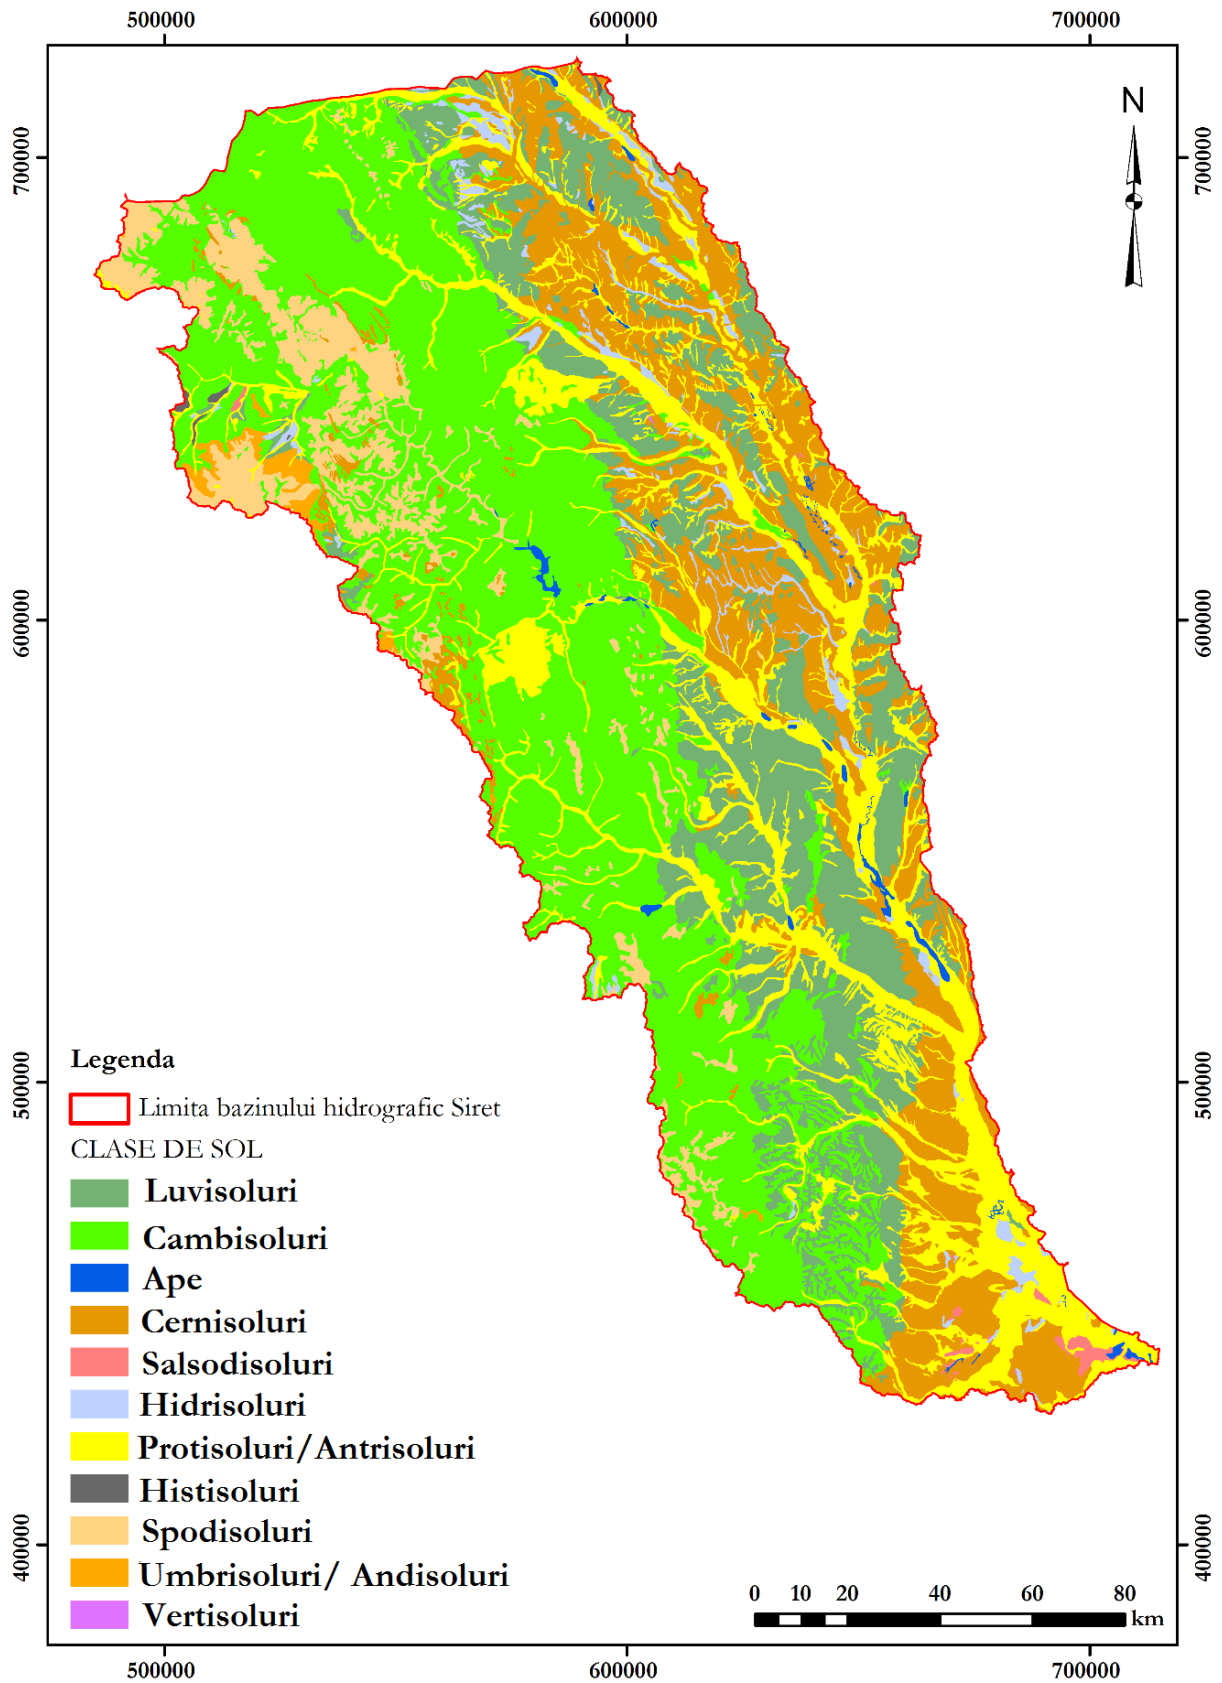 500000 600000 700000
N
700000 700000
600000 600000
500000 500000
400000 400000
Legenda
Limita bazinului hidrografic Siret
CLASE DE SOL
Luvisoluri
Cambisoluri
Ape
Cernisoluri
Salsodisoluri
Hidrisoluri
Protisoluri/Antrisoluri
Histisoluri
Spodisoluri
Umbrisoluri/ Andisoluri
Vertisoluri
0 10 20 40 60 80
km
500000 600000 700000